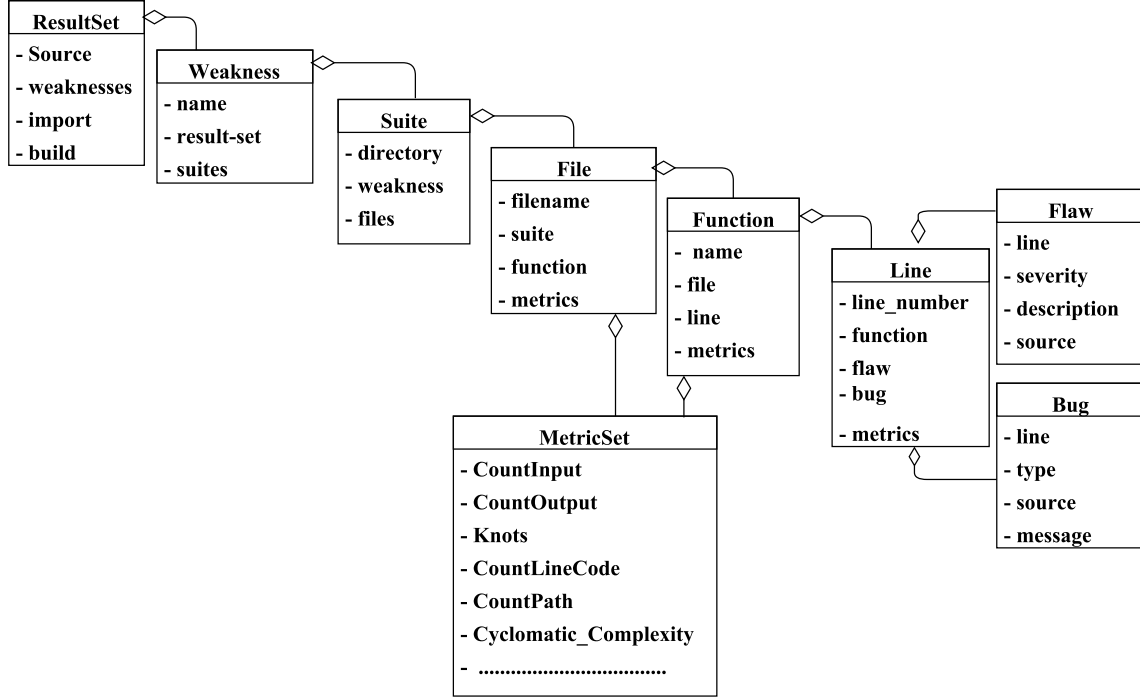 ResultSet
- Source
- weaknesses
- import
- build
Weakness
- name
- result-set
- suites
Suite
- directory
- weakness
- files
File
- filename
- suite
- function
- metrics
Function
- name
- file
- line
- metrics
Line
- line_number
- function
- flaw
- bug
- metrics
Flaw
- line
- severity
- description
- source
Bug
- line
- type
- source
- message
MetricSet
- CountInput
- CountOutput
- Knots
- CountLineCode
- CountPath
- Cyclomatic_Complexity
- ...................................